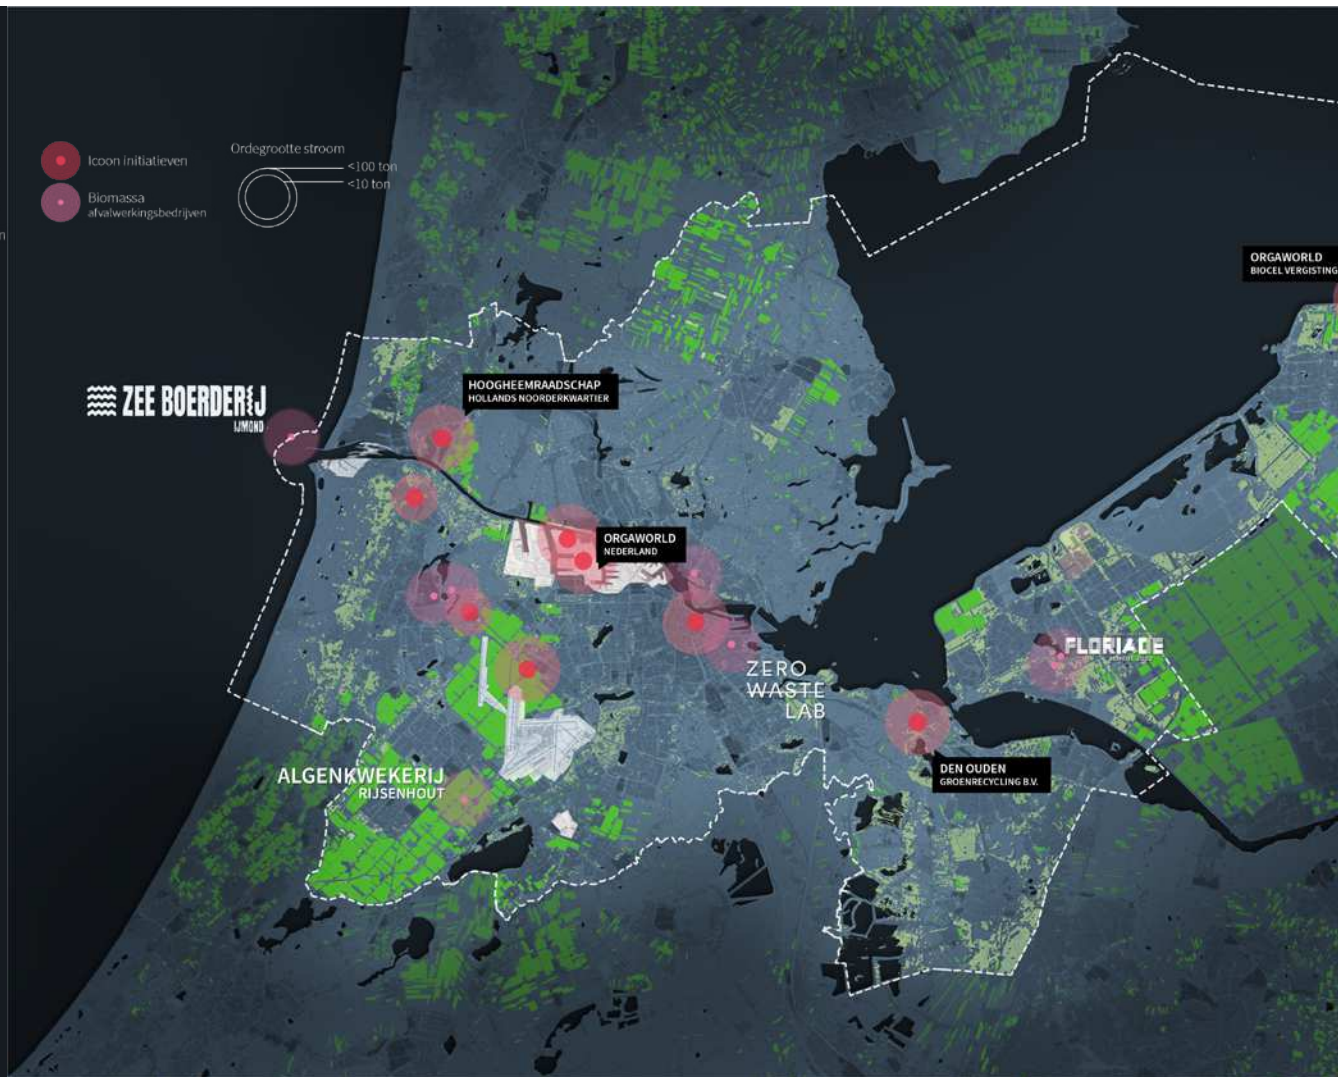 Icoon initiatieven
Biomassa
afvalwerkingsbedrijven
Ordegrootte stroom
<100 ton
<10 ton
n
ORGAWORLD
BIOCEL VERGISTING
ZEE BOERDERIJ
IJMOND
HOOGHEEMRAADSCHAP
HOLLANDS NOORDERKWARTIER
ORGAWORLD
NEDERLAND
ZERO
WASTE
LAB
FLORIADE
ALGENKWEKERIJ
RIJSENHOUT
DEN OUDEN
GROENRECYCLING B.V.